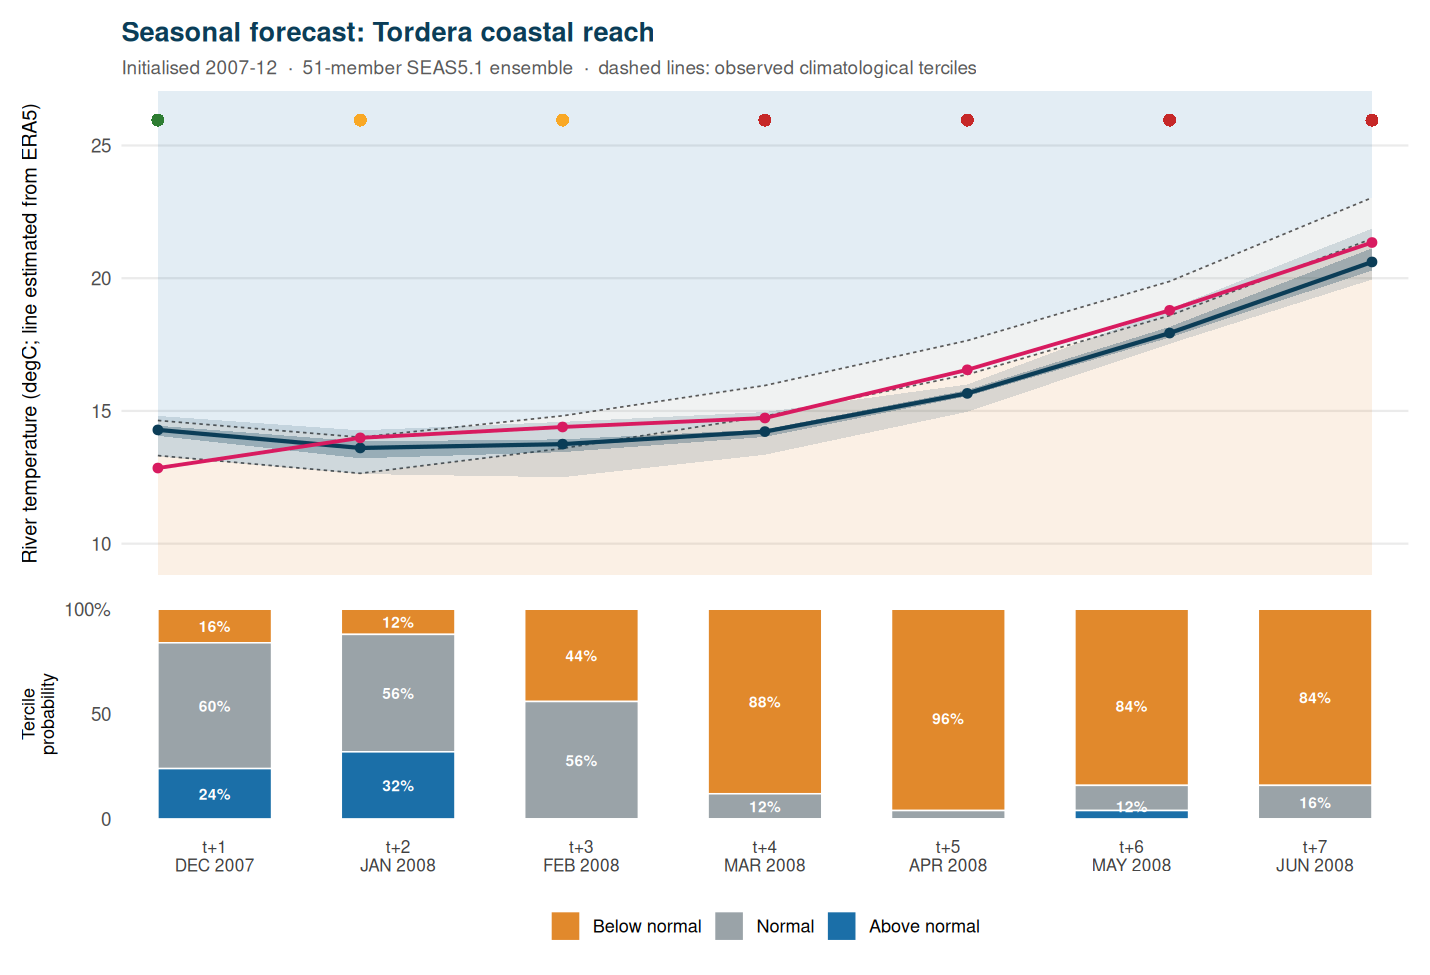 Seasonal forecast: Tordera coastal reach
Initialised 2007-12 · 51-member SEAS5.1 ensemble · dashed lines: observed climatological terciles
River temperature (degC; line estimated from ERA5)
25
20
15
10
Tercile
probability
100%
50
0
16%
60%
24%
12%
56%
32%
44%
56%
88%
12%
96%
84%
12%
84%
16%
t+1
DEC 2007
t+2
JAN 2008
t+3
FEB 2008
t+4
MAR 2008
t+5
APR 2008
t+6
MAY 2008
t+7
JUN 2008
Below normal
Normal
Above normal